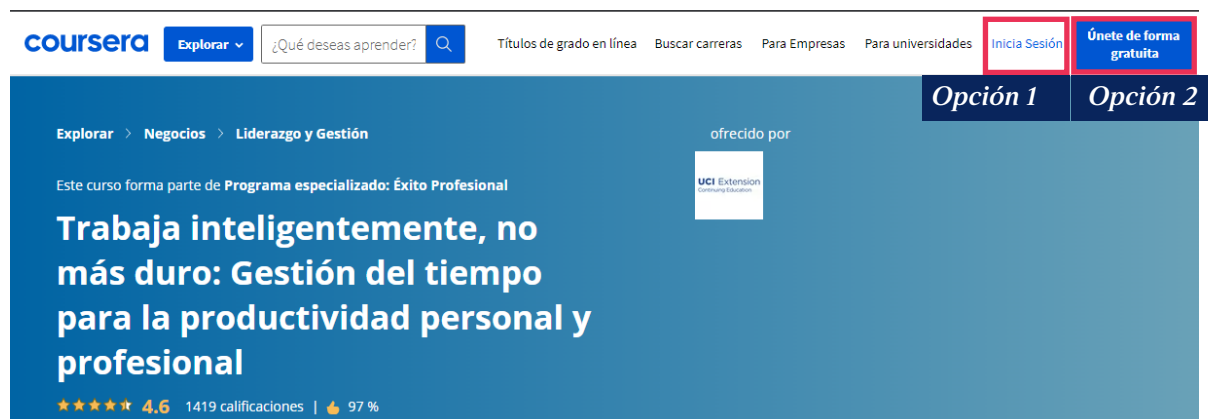 coursera
Explorar
¿Qué deseas aprender?
Títulos de grado en línea
Buscar carreras
Para Empresas
Para universidades
Inicia Sesión
Únete de forma
gratuita
Opción 1
Opción 2
Explorar > Negocios > Liderazgo y Gestión
ofrecido por
UCI Extension
Continuing Education
Este curso forma parte de Programa especializado: Éxito Profesional
Trabaja inteligentemente, no
más duro: Gestión del tiempo
para la productividad personal y
profesional
4.6 1419 calificaciones | 97 %